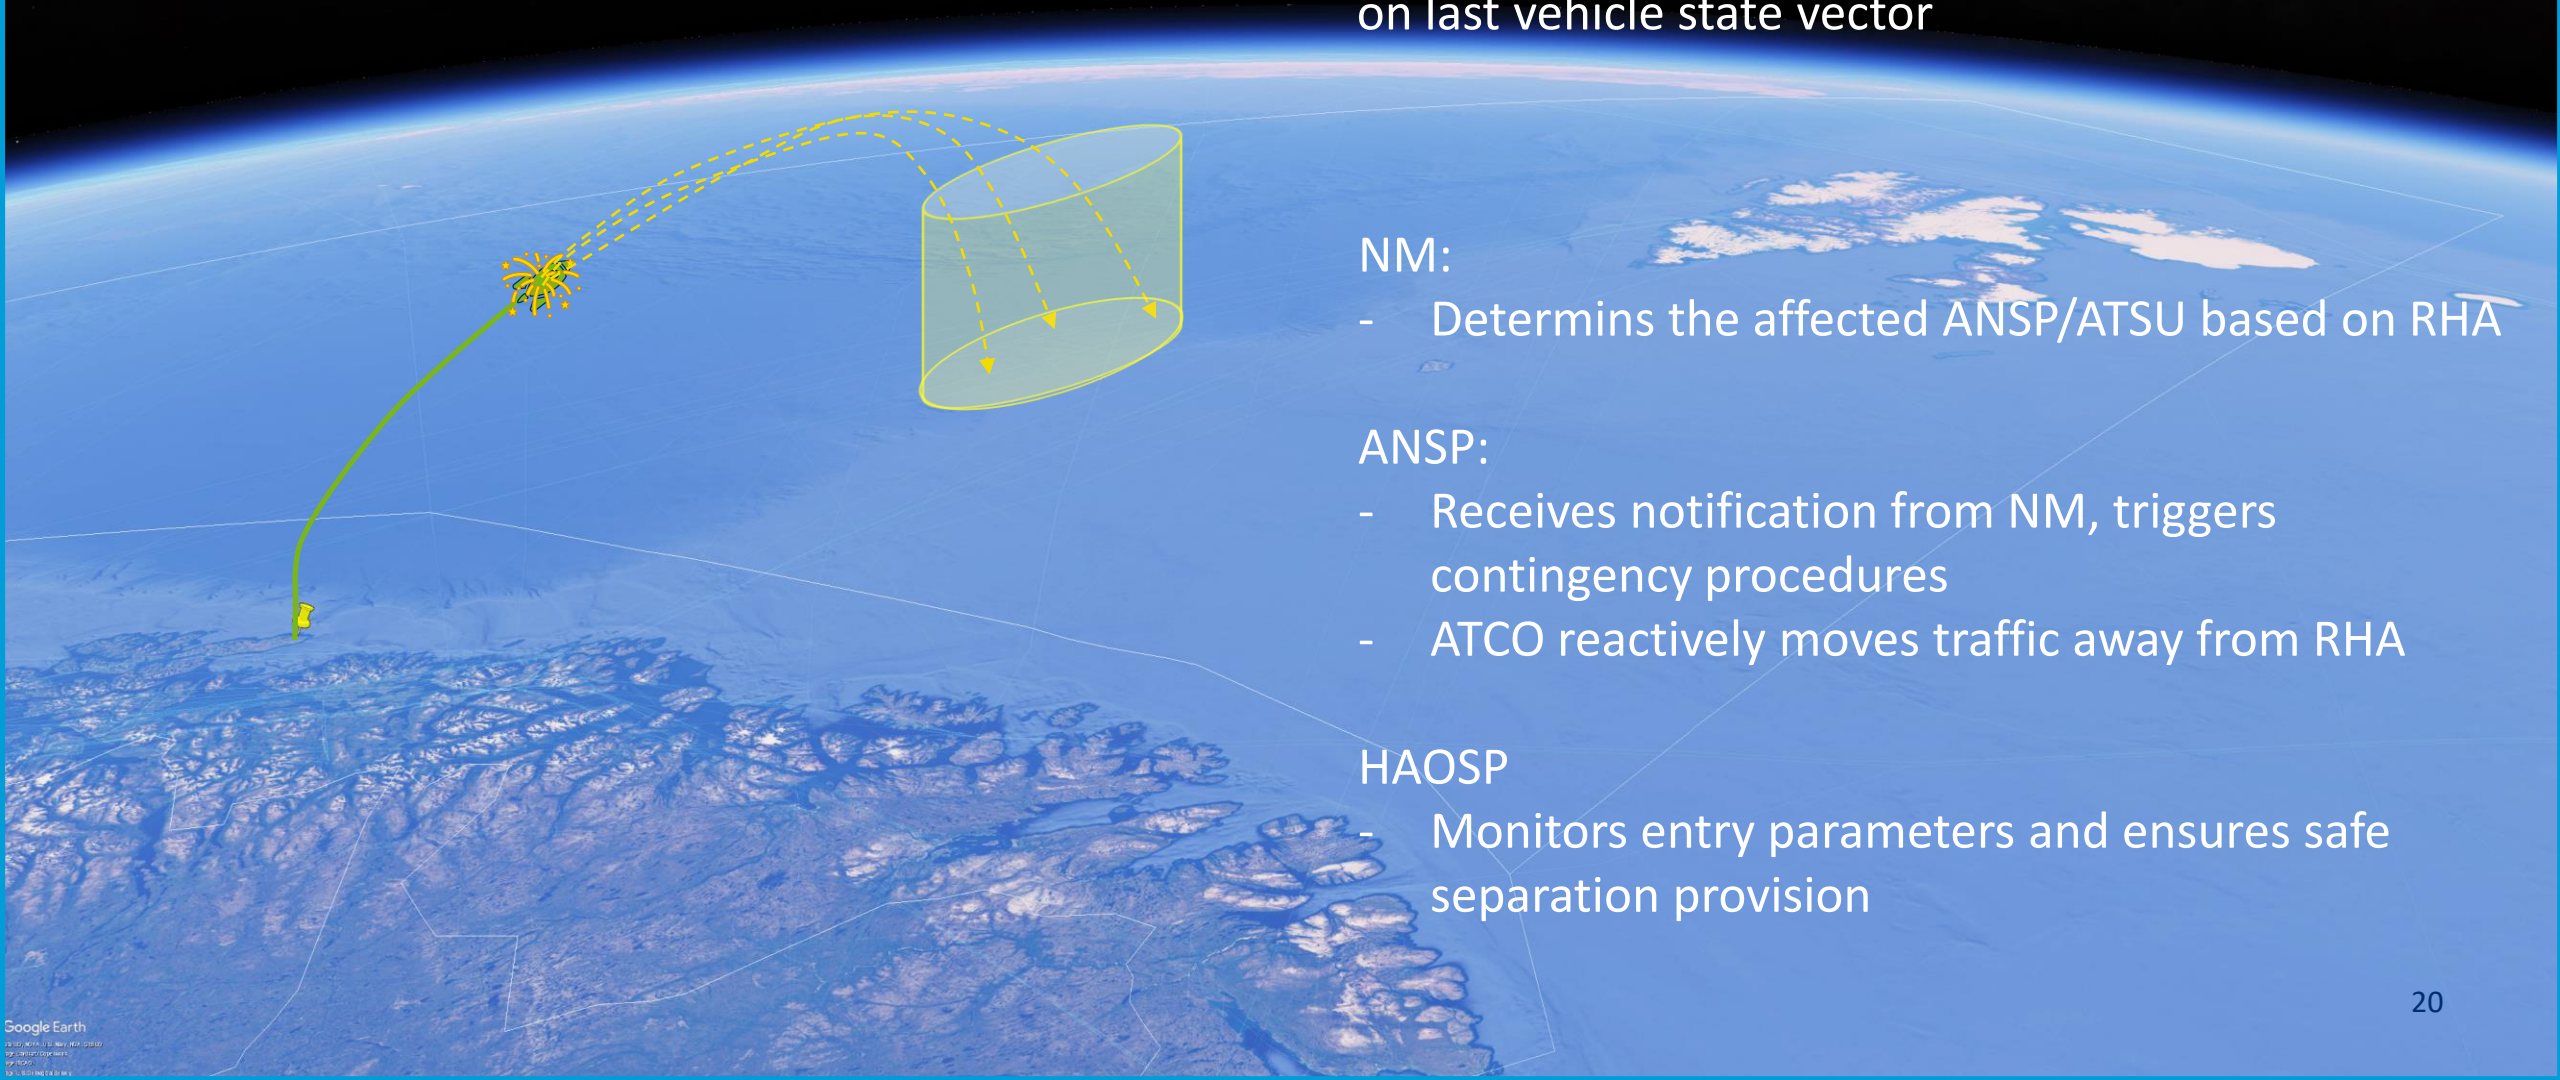 on last vehicle state vector
NM:
- Determins the affected ANSP/ATSU based on RHA
ANSP:
- Receives notification from NM, triggers
contingency procedures
- ATCO reactively moves traffic away from RHA
HAOSP
- Monitors entry parameters and ensures safe
separation provision
20
Google Earth